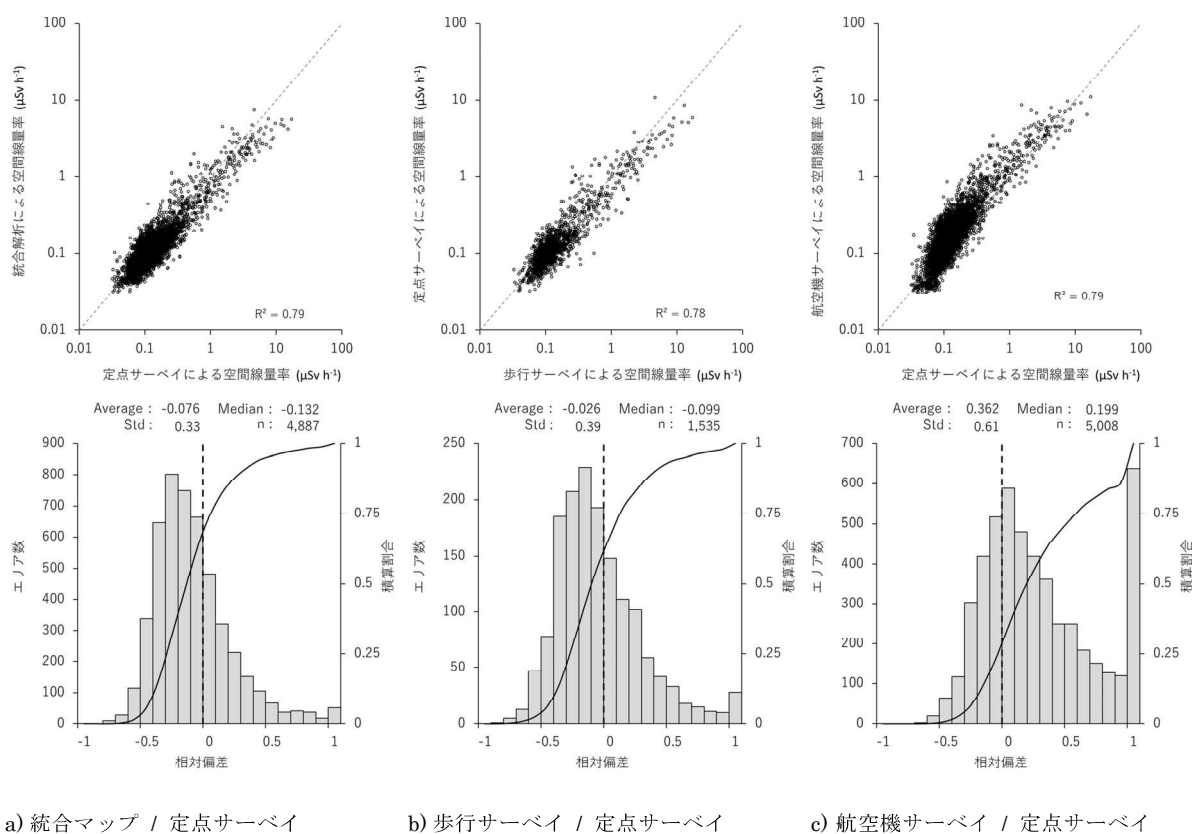 100
10
1
0.1
0.01
統合解析による空間線量率 (μSv h⁻¹)
R² = 0.79
0.01 0.1 1 10 100
定点サーベイによる空間線量率 (μSv h⁻¹)
Average : -0.076 Median : -0.132
Std : 0.33 n : 4,887
900
800
700
600
500
400
300
200
100
0
エリア数
1
0.75
0.5
0.25
0
積算割合
-1 -0.5 0 0.5 1
相対偏差
a) 統合マップ / 定点サーベイ
100
10
1
0.1
0.01
定点サーベイによる空間線量率 (μSv h⁻¹)
R² = 0.78
0.01 0.1 1 10 100
歩行サーベイによる空間線量率 (μSv h⁻¹)
Average : -0.026 Median : -0.099
Std : 0.39 n : 1,535
250
200
150
100
50
0
エリア数
1
0.75
0.5
0.25
0
積算割合
-1 -0.5 0 0.5 1
相対偏差
b) 歩行サーベイ / 定点サーベイ
100
10
1
0.1
0.01
航空機サーベイによる空間線量率 (μSv h⁻¹)
R² = 0.79
0.01 0.1 1 10 100
定点サーベイによる空間線量率 (μSv h⁻¹)
Average : 0.362 Median : 0.199
Std : 0.61 n : 5,008
700
600
500
400
300
200
100
0
エリア数
1
0.75
0.5
0.25
0
積算割合
-1 -0.5 0 0.5 1
相対偏差
c) 航空機サーベイ / 定点サーベイ